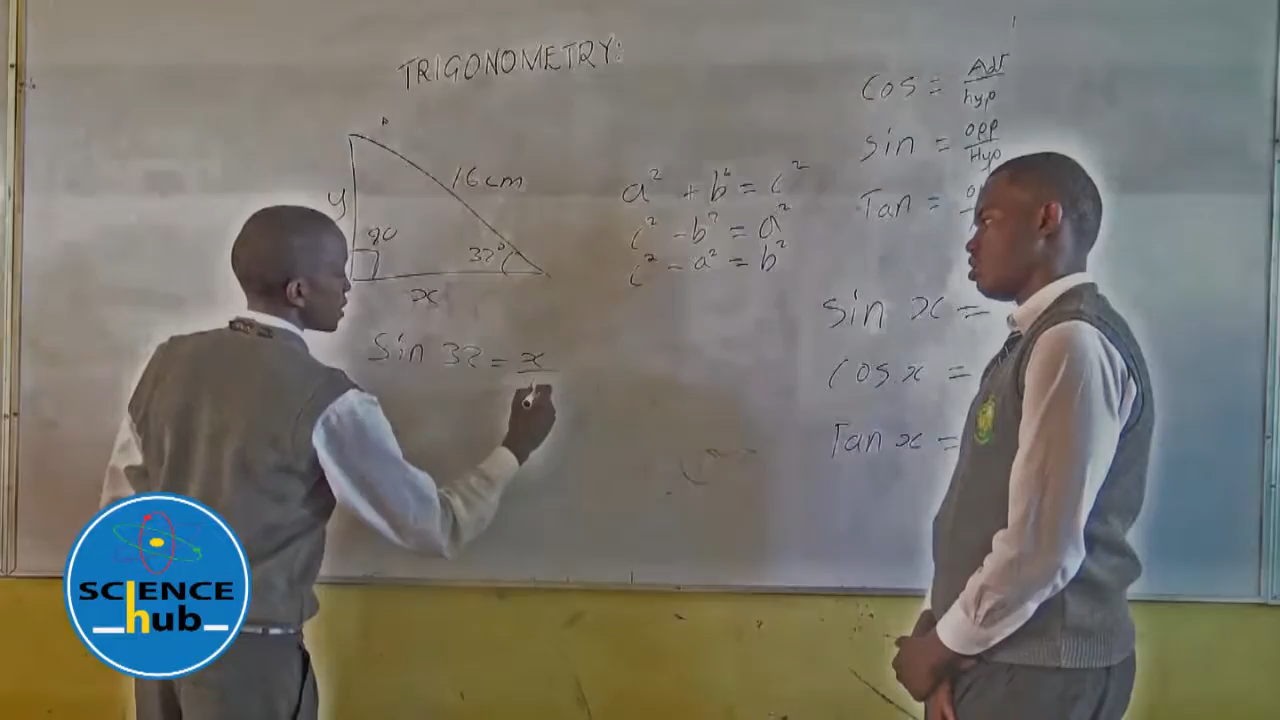 TRIGONOMETRY:
y
16cm
90
32°
x
Sin 32 = x
a² + b² = c²
c² - b² = a²
c² - a² = b²
Cos = Adj/hyp
sin = opp/Hyp
Tan =
Sin x =
Cos x =
Tan x =
SCIENCE
hub